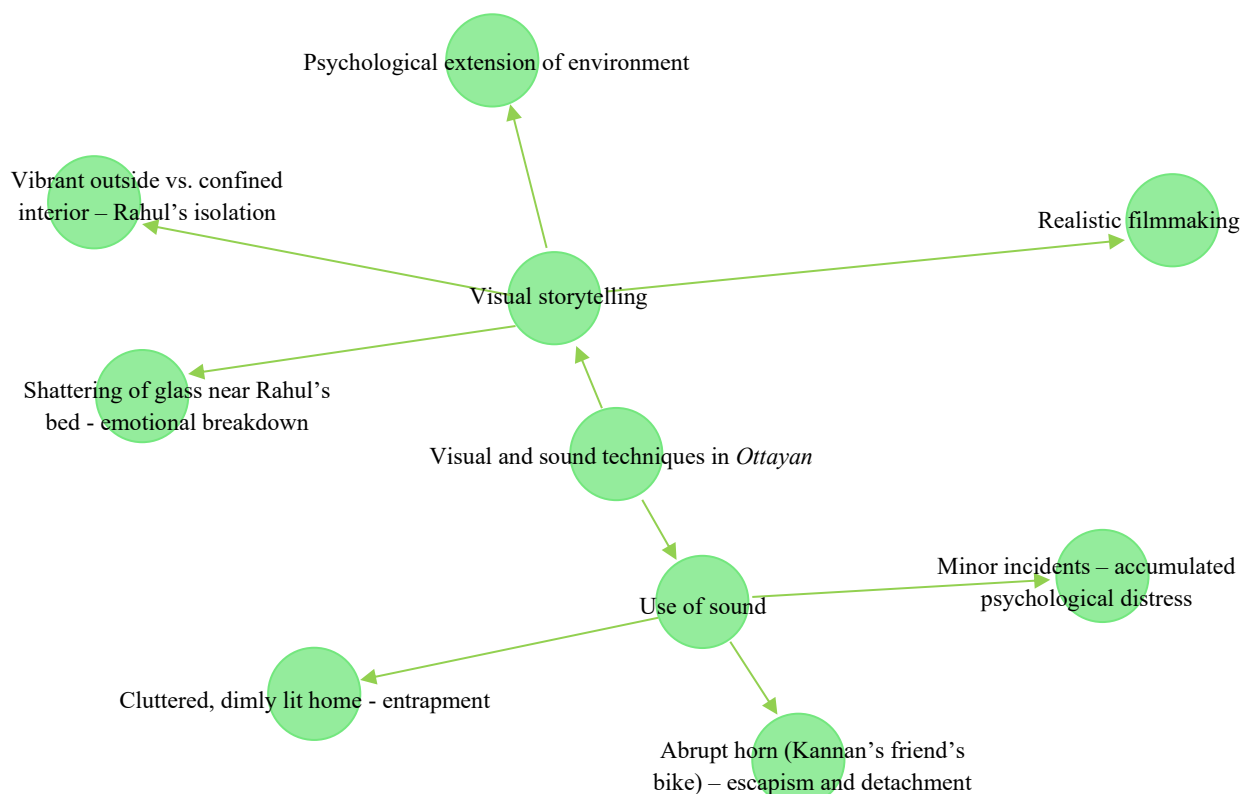 Psychological extension of environment
Vibrant outside vs. confined
interior – Rahul’s isolation
Realistic filmmaking
Visual storytelling
Shattering of glass near Rahul’s
bed - emotional breakdown
Visual and sound techniques in Ottayan
Minor incidents – accumulated
psychological distress
Use of sound
Cluttered, dimly lit home - entrapment
Abrupt horn (Kannan’s friend’s
bike) – escapism and detachment